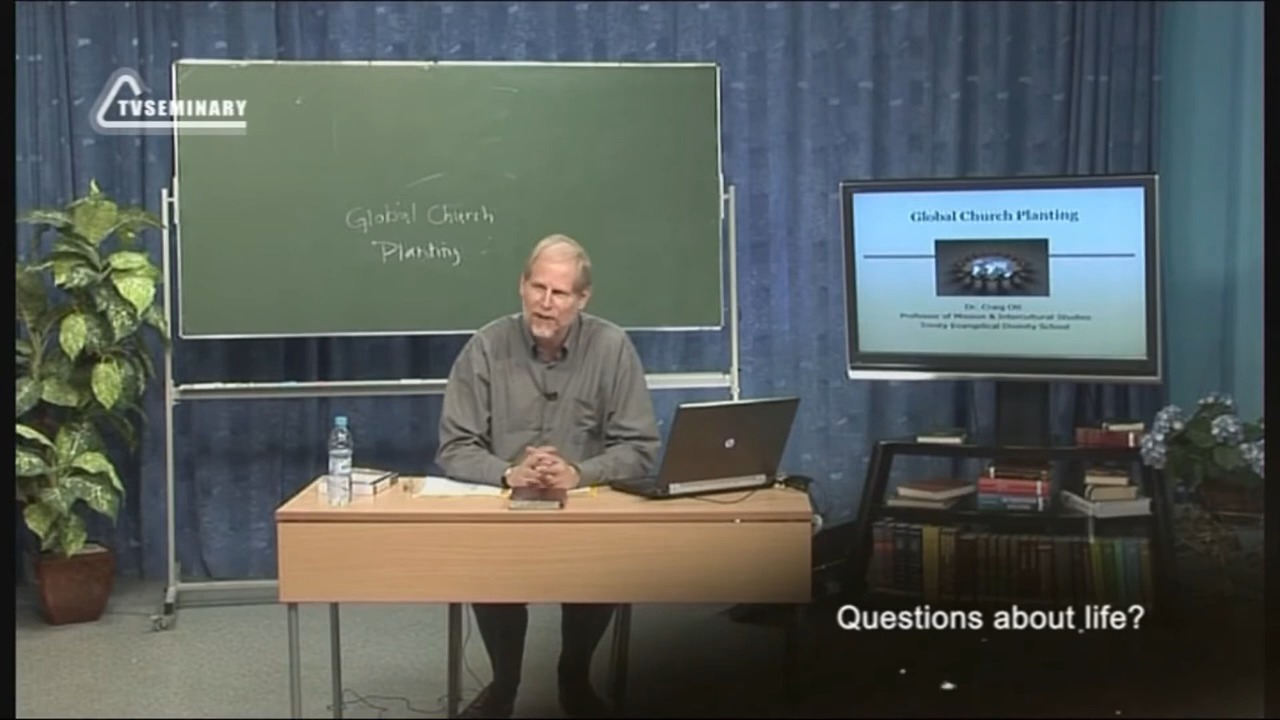 TVSEMINARY
Global Church
Planting
Global Church Planting
Dr. Craig Ott
Professor of Mission & Intercultural Studies
Trinity Evangelical Divinity School
Questions about life?